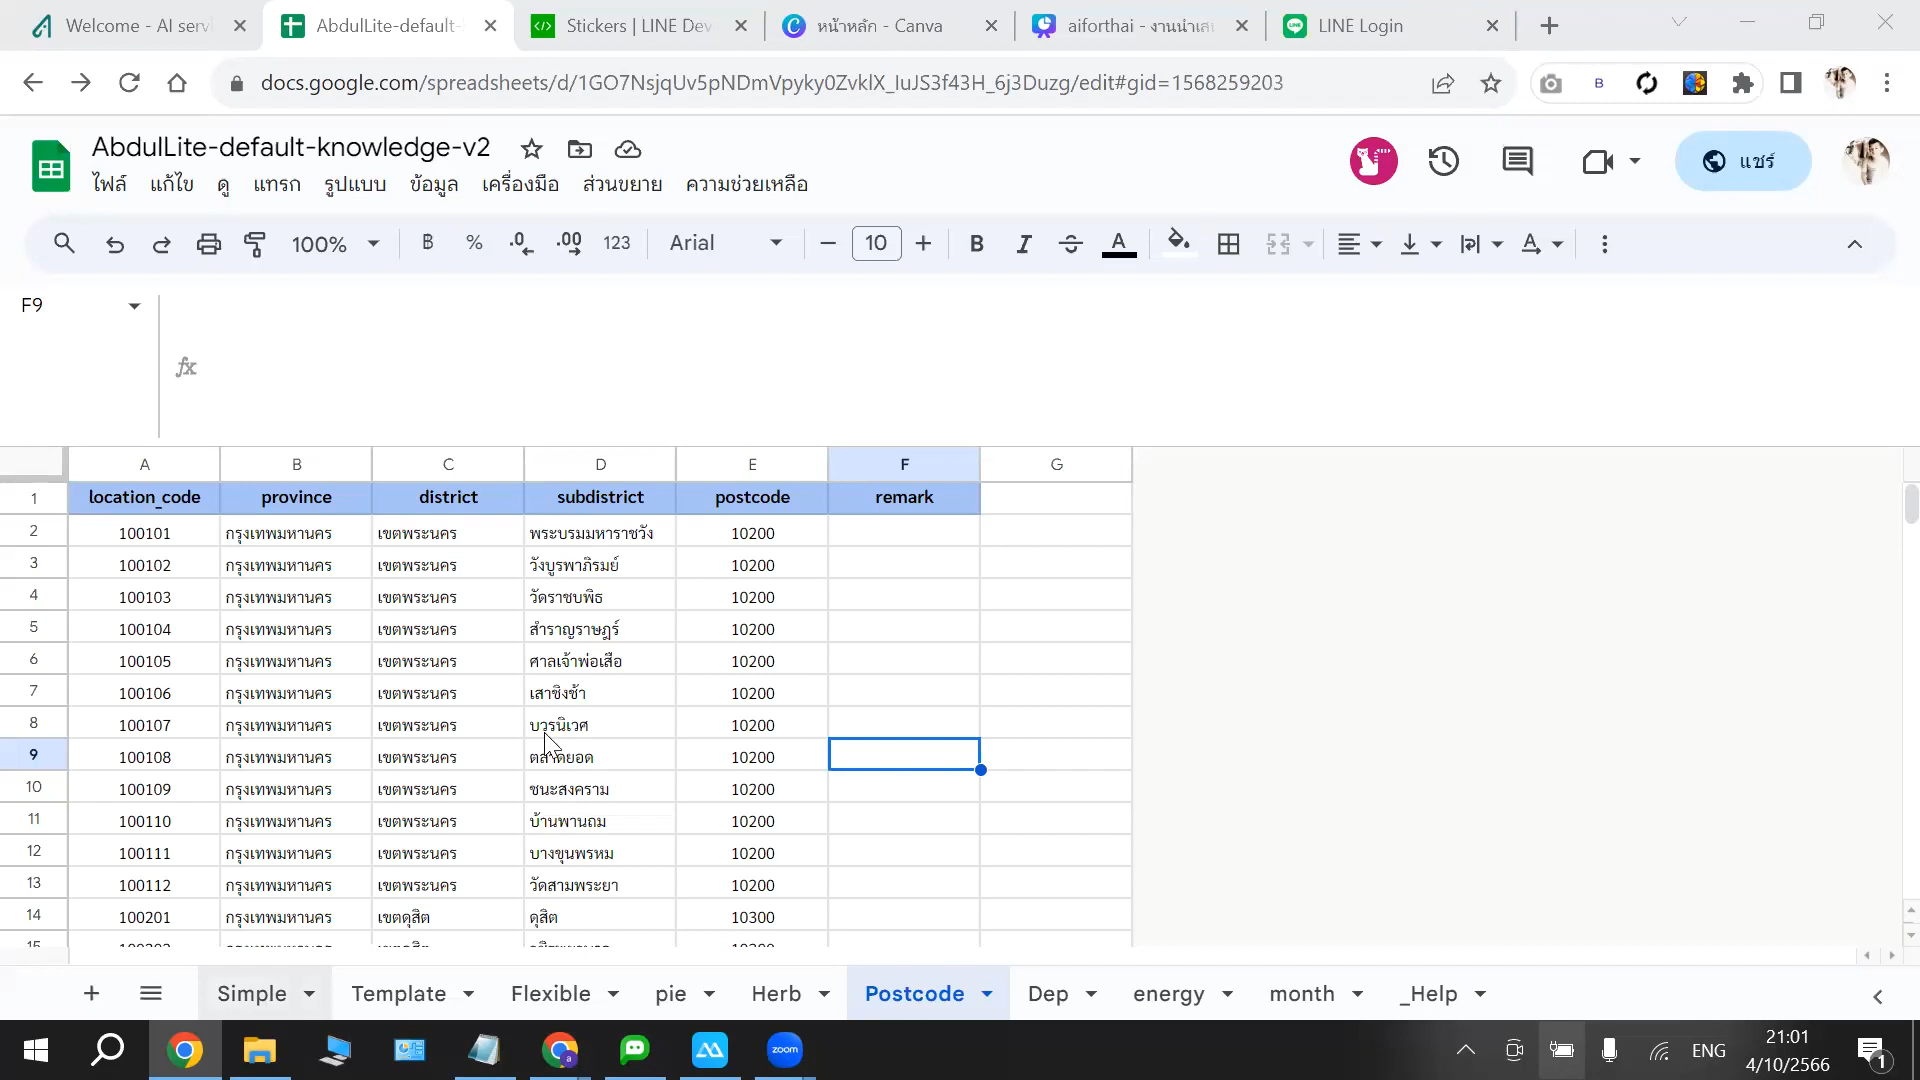 Welcome - AI serv
AbdulLite-default-
Stickers | LINE Dev
หน้าหลัก - Canva
aiforthai - งานนำเส
LINE Login
docs.google.com/spreadsheets/d/1GO7NsjqUv5pNDmVpyky0ZvklX_IuJS3f43H_6j3Duzg/edit#gid=1568259203
AbdulLite-default-knowledge-v2
ไฟล์ แก้ไข ดู แทรก รูปแบบ ข้อมูล เครื่องมือ ส่วนขยาย ความช่วยเหลือ
แชร์
100% ฿ % .0 .00 123 Arial 10 B I A
F9
fx
A B C D E F G
1 location_code province district subdistrict postcode remark
2 100101 กรุงเทพมหานคร เขตพระนคร พระบรมมหาราชวัง 10200
3 100102 กรุงเทพมหานคร เขตพระนคร วังบูรพาภิรมย์ 10200
4 100103 กรุงเทพมหานคร เขตพระนคร วัดราชบพิธ 10200
5 100104 กรุงเทพมหานคร เขตพระนคร สำราญราษฎร์ 10200
6 100105 กรุงเทพมหานคร เขตพระนคร ศาลเจ้าพ่อเสือ 10200
7 100106 กรุงเทพมหานคร เขตพระนคร เสาชิงช้า 10200
8 100107 กรุงเทพมหานคร เขตพระนคร บวรนิเวศ 10200
9 100108 กรุงเทพมหานคร เขตพระนคร ตลาดยอด 10200
10 100109 กรุงเทพมหานคร เขตพระนคร ชนะสงคราม 10200
11 100110 กรุงเทพมหานคร เขตพระนคร บ้านพานถม 10200
12 100111 กรุงเทพมหานคร เขตพระนคร บางขุนพรหม 10200
13 100112 กรุงเทพมหานคร เขตพระนคร วัดสามพระยา 10200
14 100201 กรุงเทพมหานคร เขตดุสิต ดุสิต 10300
Simple Template Flexible pie Herb Postcode Dep energy month _Help
zoom
ENG
21:01
4/10/2566
1